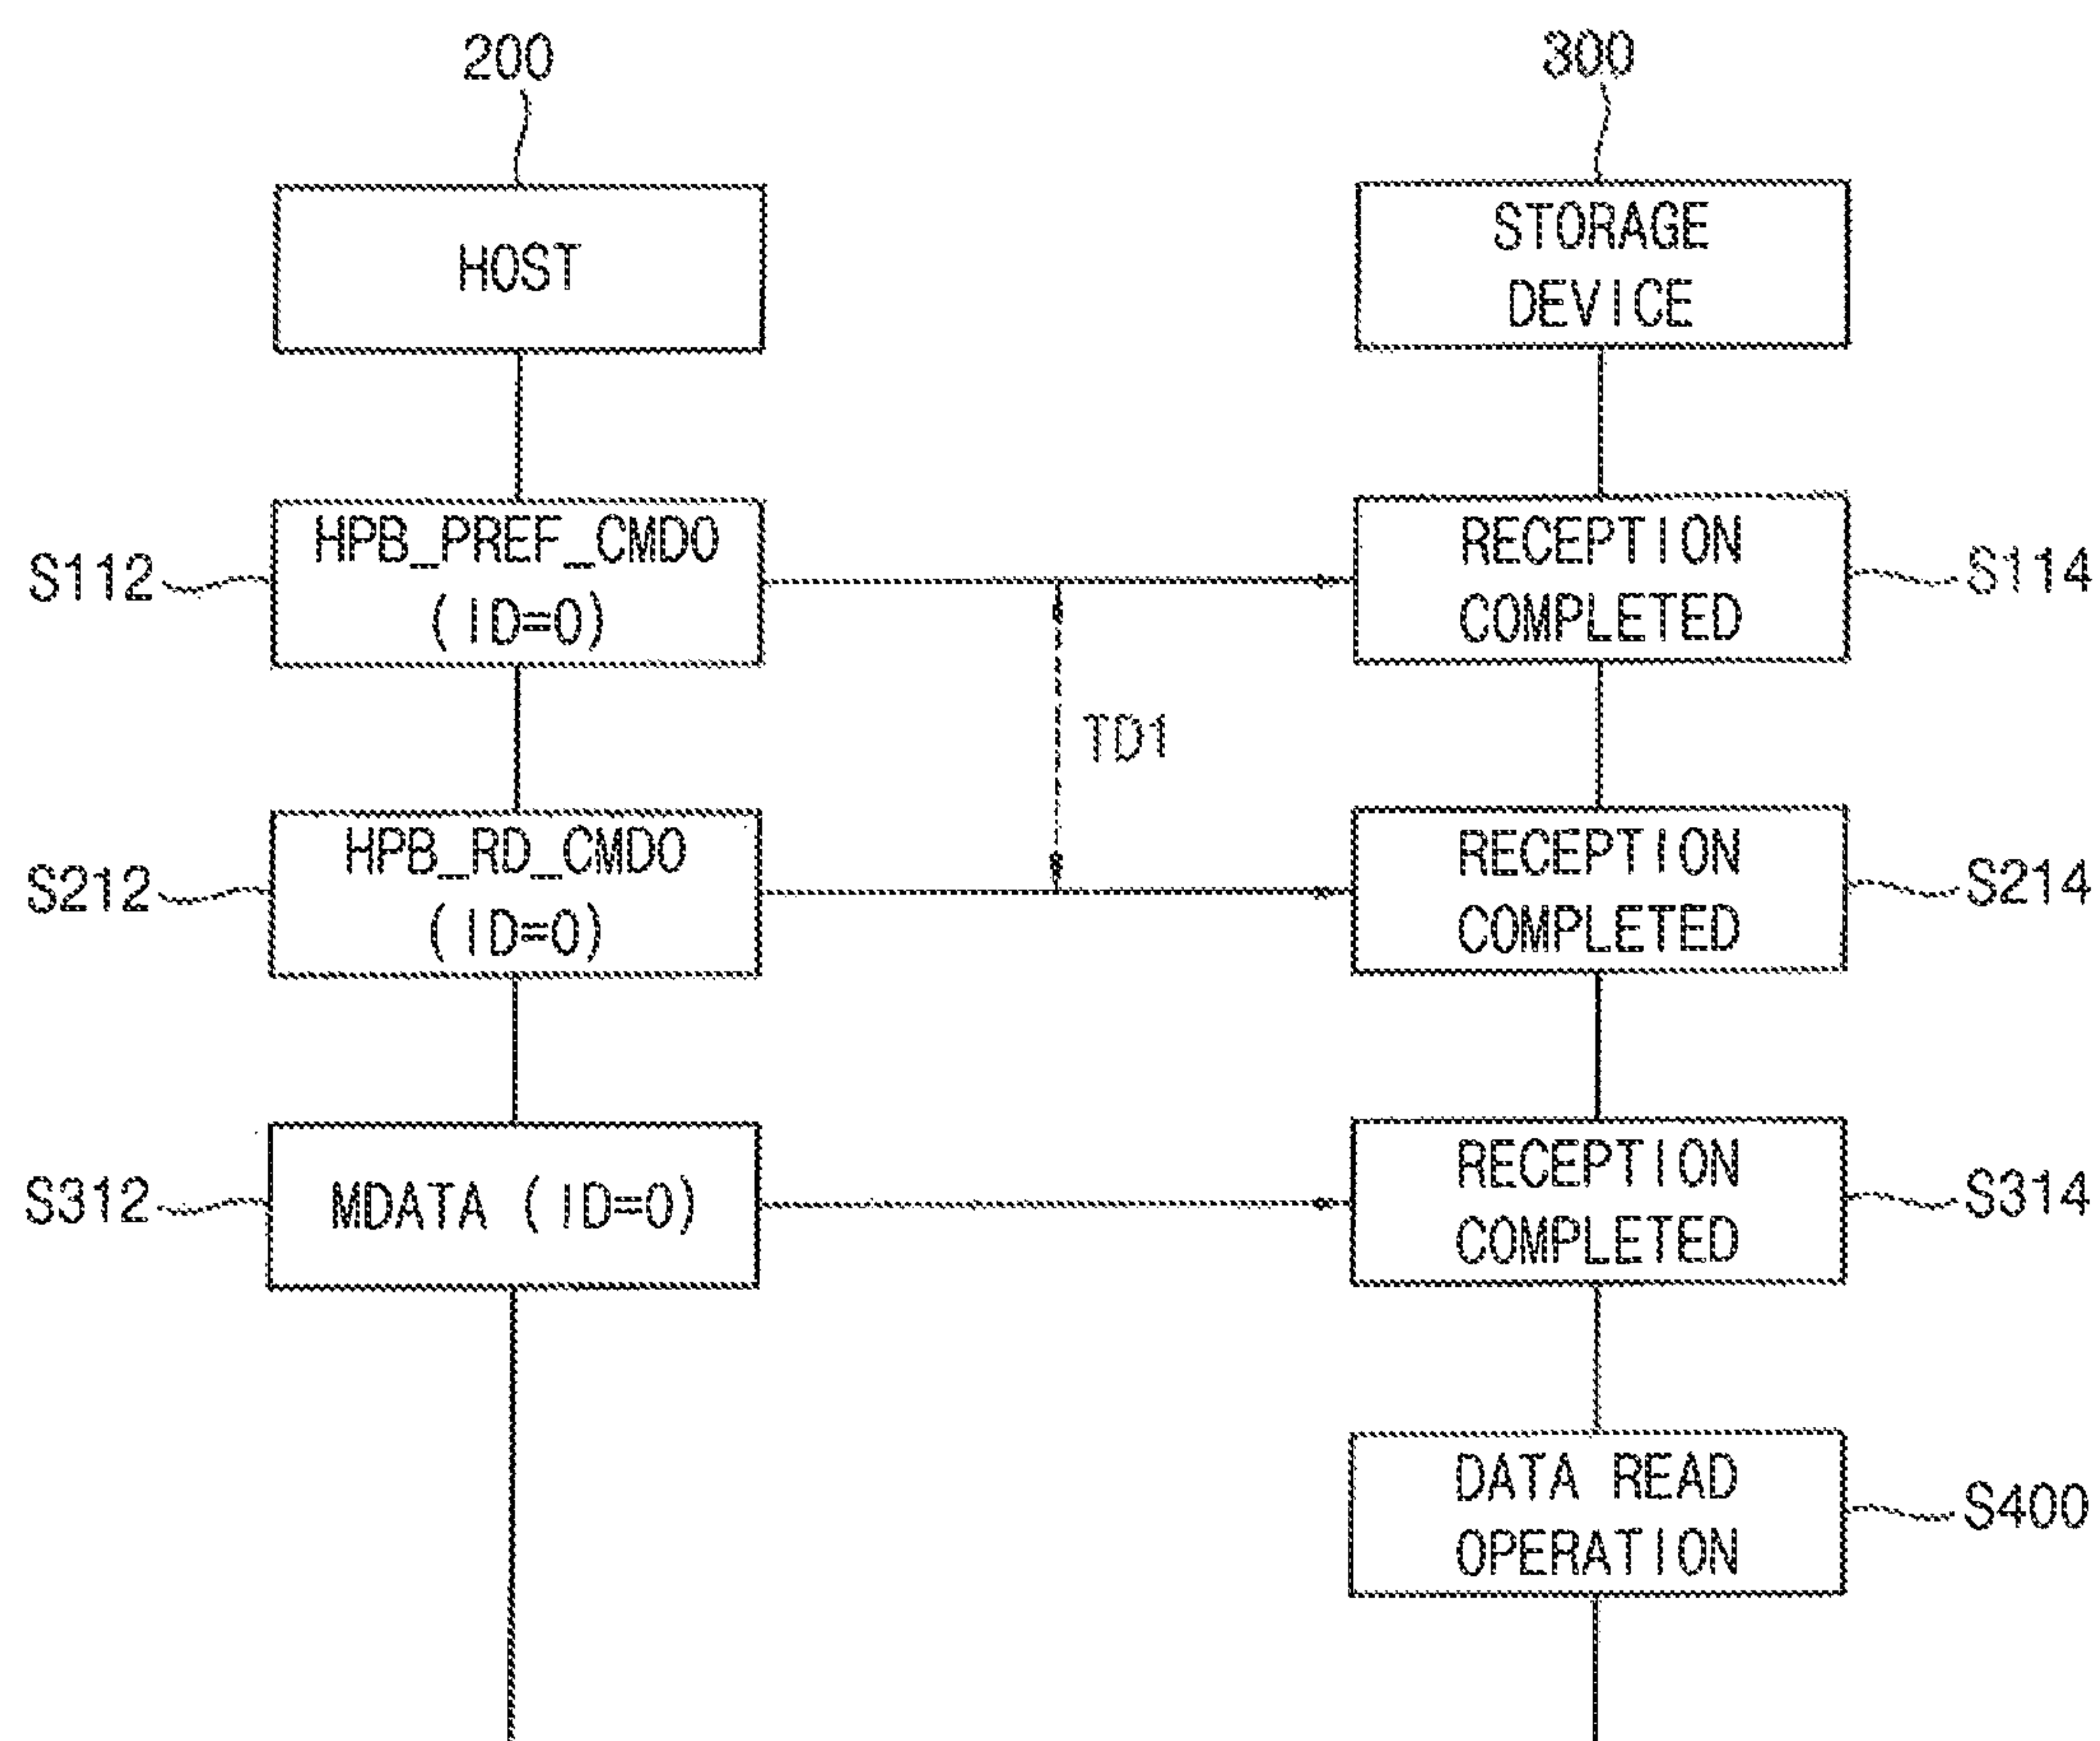 200
300
HOST
STORAGE
DEVICE
S112
HPB_PREF_CMD0
(ID=0)
RECEPTION
COMPLETED
S114
TD1
S212
HPB_RD_CMD0
(ID=0)
RECEPTION
COMPLETED
S214
S312
MDATA (ID=0)
RECEPTION
COMPLETED
S314
DATA READ
OPERATION
S400